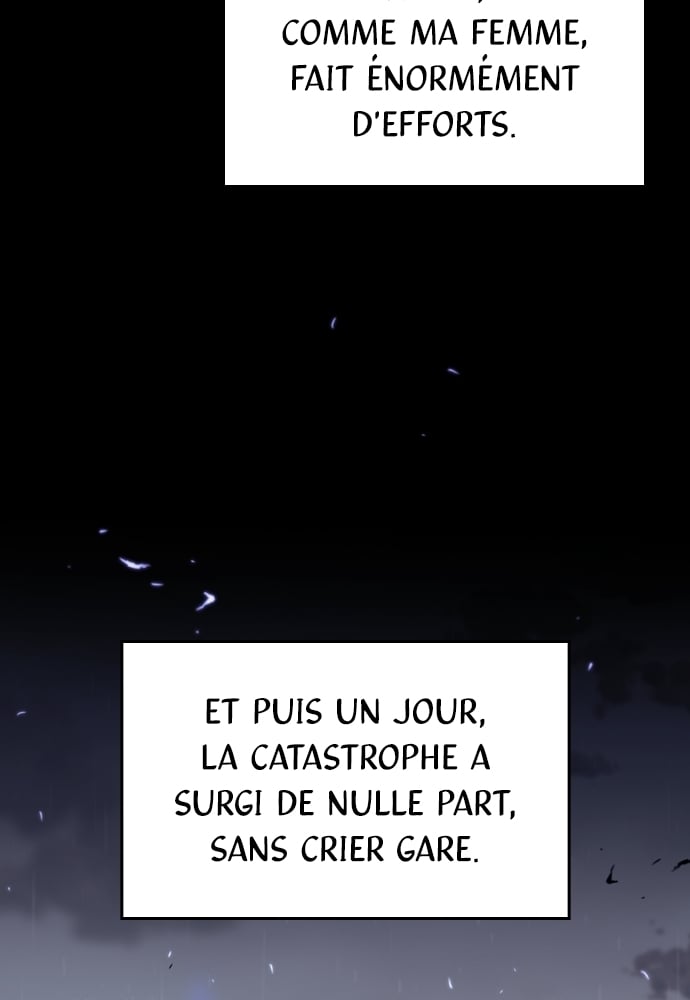 COMME MA FEMME,
FAIT ÉNORMÉMENT
D'EFFORTS.
ET PUIS UN JOUR,
LA CATASTROPHE A
SURGI DE NULLE PART,
SANS CRIER GARE.